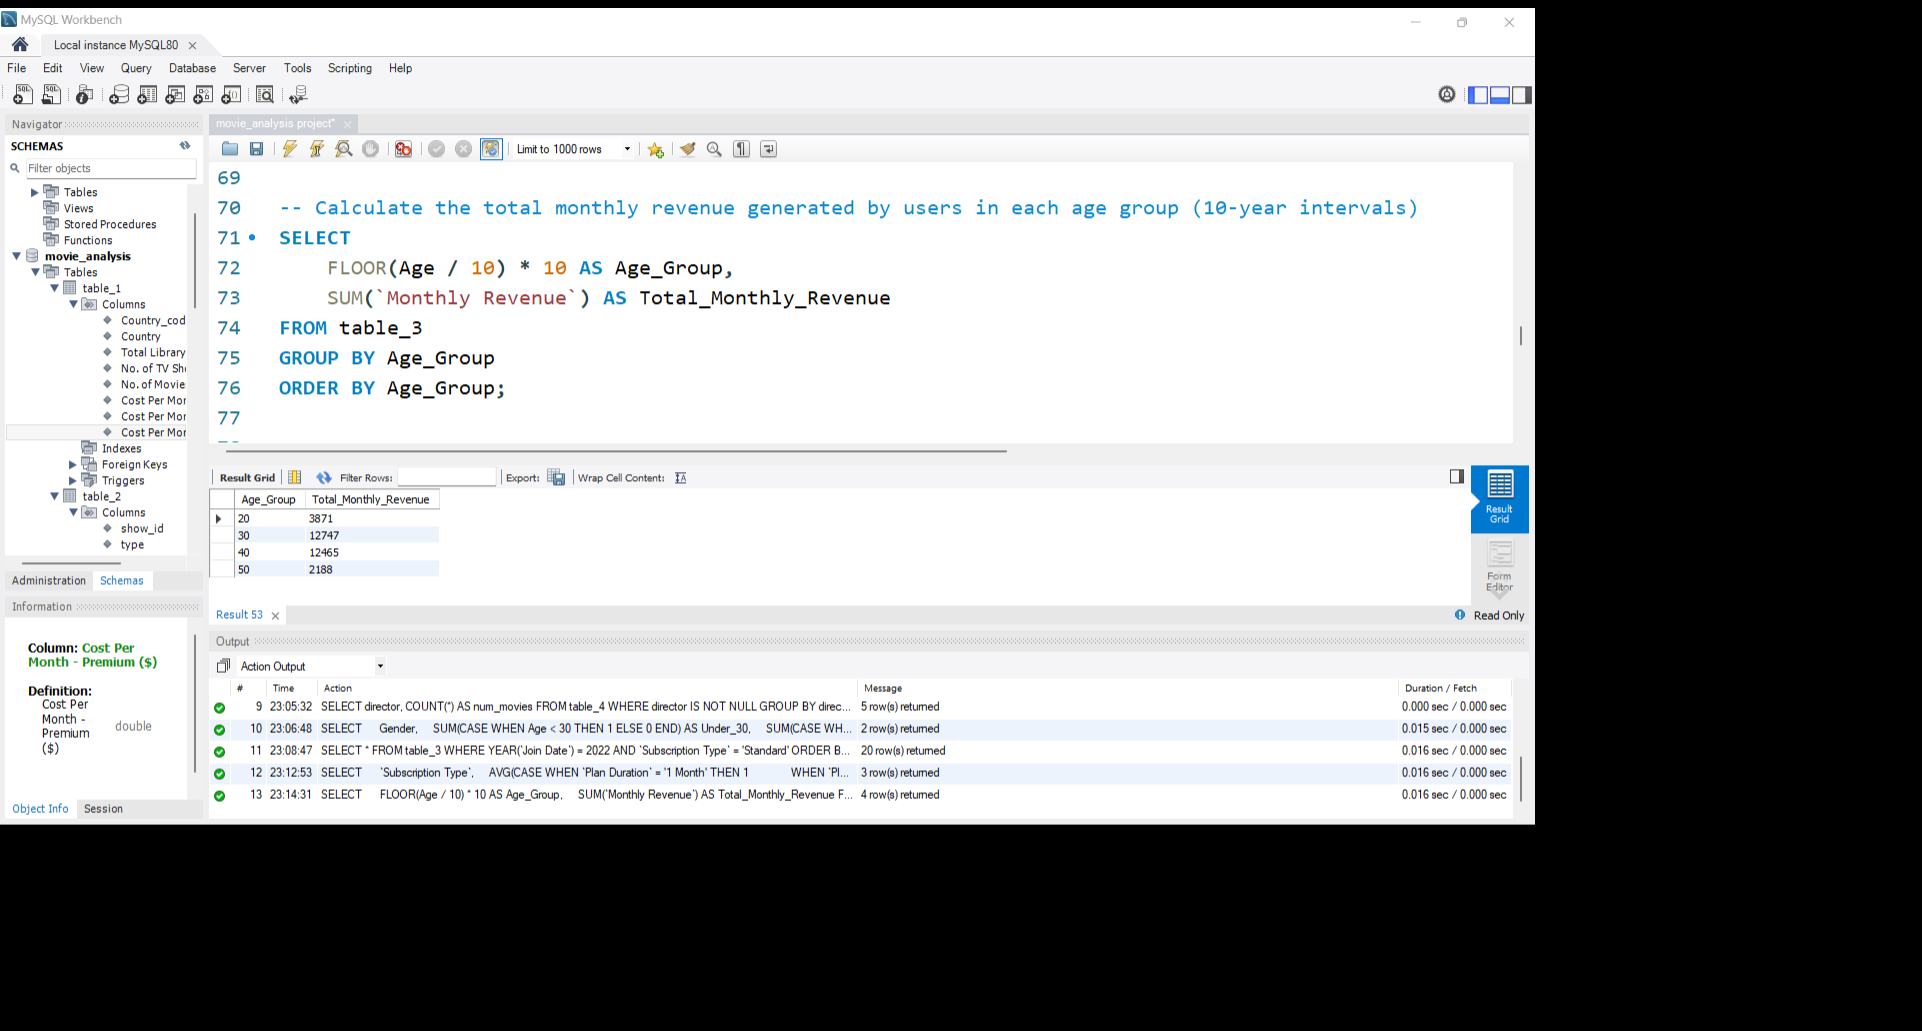 MySQL Workbench
Local instance MySQL80
File Edit View Query Database Server Tools Scripting Help
Navigator
SCHEMAS
Filter objects
Tables
Views
Stored Procedures
Functions
movie_analysis
Tables
table_1
Columns
Country_cod
Country
Total Library
No. of TV Sh
No. of Movie
Cost Per Mor
Cost Per Mor
Cost Per Mor
Indexes
Foreign Keys
Triggers
table_2
Columns
show_id
type
Administration Schemas
Information
Column: Cost Per
Month - Premium ($)
Definition:
Cost Per
Month -
Premium
($)
double
Object Info Session
movie_analysis project*
Limit to 1000 rows
69
70 -- Calculate the total monthly revenue generated by users in each age group (10-year intervals)
71 SELECT
72 FLOOR(Age / 10) * 10 AS Age_Group,
73 SUM(`Monthly Revenue`) AS Total_Monthly_Revenue
74 FROM table_3
75 GROUP BY Age_Group
76 ORDER BY Age_Group;
77
Result Grid Filter Rows: Export: Wrap Cell Content:
Age_Group Total_Monthly_Revenue
20 3871
30 12747
40 12465
50 2188
Result Grid
Form Editor
Result 53
Read Only
Output
Action Output
# Time Action Message Duration / Fetch
9 23:05:32 SELECT director, COUNT(*) AS num_movies FROM table_4 WHERE director IS NOT NULL GROUP BY direc... 5 row(s) returned 0.000 sec / 0.000 sec
10 23:06:48 SELECT Gender, SUM(CASE WHEN Age < 30 THEN 1 ELSE 0 END) AS Under_30, SUM(CASE WH... 2 row(s) returned 0.015 sec / 0.000 sec
11 23:08:47 SELECT * FROM table_3 WHERE YEAR(`Join Date`) = 2022 AND `Subscription Type` = 'Standard' ORDER B... 20 row(s) returned 0.016 sec / 0.000 sec
12 23:12:53 SELECT `Subscription Type`, AVG(CASE WHEN `Plan Duration` = '1 Month' THEN 1 WHEN `Pl... 3 row(s) returned 0.016 sec / 0.000 sec
13 23:14:31 SELECT FLOOR(Age / 10) * 10 AS Age_Group, SUM(`Monthly Revenue`) AS Total_Monthly_Revenue F... 4 row(s) returned 0.016 sec / 0.000 sec